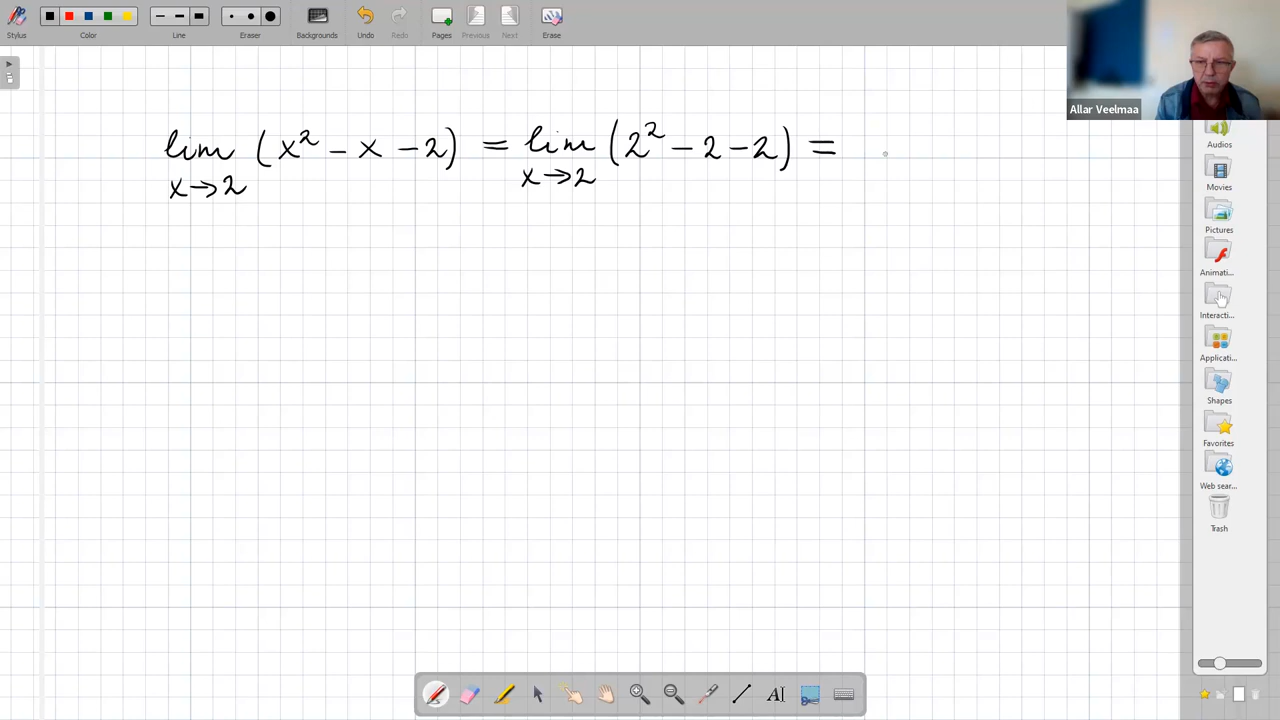 Stylus
Color
Line
Eraser
Backgrounds
Undo
Redo
Pages
Previous
Next
Erase
Allar Veelmaa
lim (x² - x - 2) = lim (2² - 2 - 2) =
x→2 x→2
Audios
Movies
Pictures
Animati...
Interacti...
Applicati...
Shapes
Favorites
Web sear...
Trash
AI